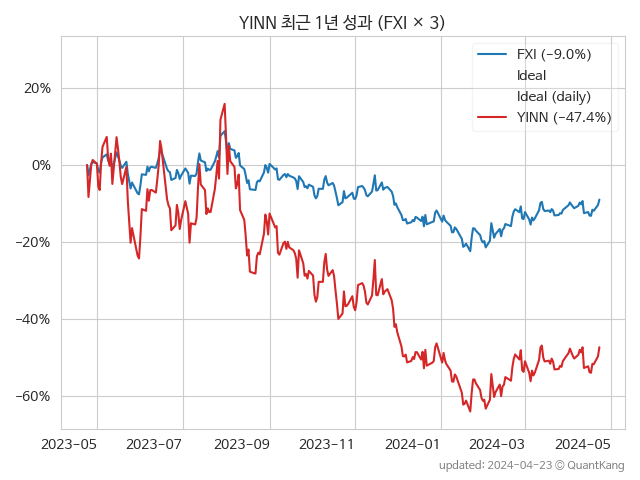 YINN 최근 1년 성과 (FXI × 3)
FXI (−9.0%)
Ideal
Ideal (daily)
YINN (−47.4%)
20%
0%
−20%
−40%
−60%
2023−05 2023−07 2023−09 2023−11 2024−01 2024−03 2024−05
updated: 2024-04-23 © QuantKang